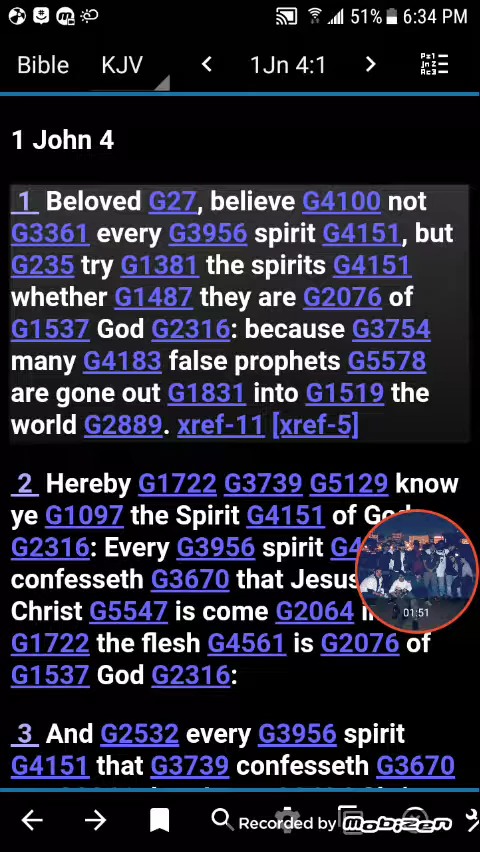 51% 6:34 PM
Bible KJV < 1Jn 4:1 >
1 John 4
1 Beloved G27, believe G4100 not
G3361 every G3956 spirit G4151, but
G235 try G1381 the spirits G4151
whether G1487 they are G2076 of
G1537 God G2316: because G3754
many G4183 false prophets G5578
are gone out G1831 into G1519 the
world G2889. xref-11 [xref-5]
2 Hereby G1722 G3739 G5129 know
ye G1097 the Spirit G4151 of God
G2316: Every G3956 spirit G4
confesseth G3670 that Jesus
Christ G5547 is come G2064
G1722 the flesh G4561 is G2076 of
G1537 God G2316:
01:51
3 And G2532 every G3956 spirit
G4151 that G3739 confesseth G3670
Recorded by mobizen